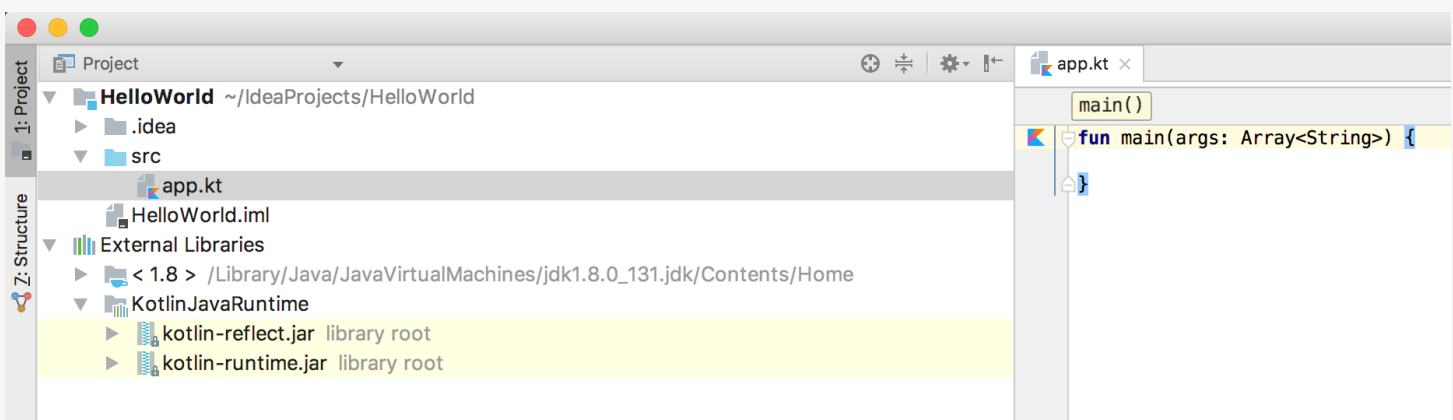 1: Project
Z: Structure
Project
HelloWorld ~/IdeaProjects/HelloWorld
.idea
src
app.kt
HelloWorld.iml
External Libraries
< 1.8 > /Library/Java/JavaVirtualMachines/jdk1.8.0_131.jdk/Contents/Home
KotlinJavaRuntime
kotlin-reflect.jar library root
kotlin-runtime.jar library root
app.kt
main()
fun main(args: Array<String>) {
}